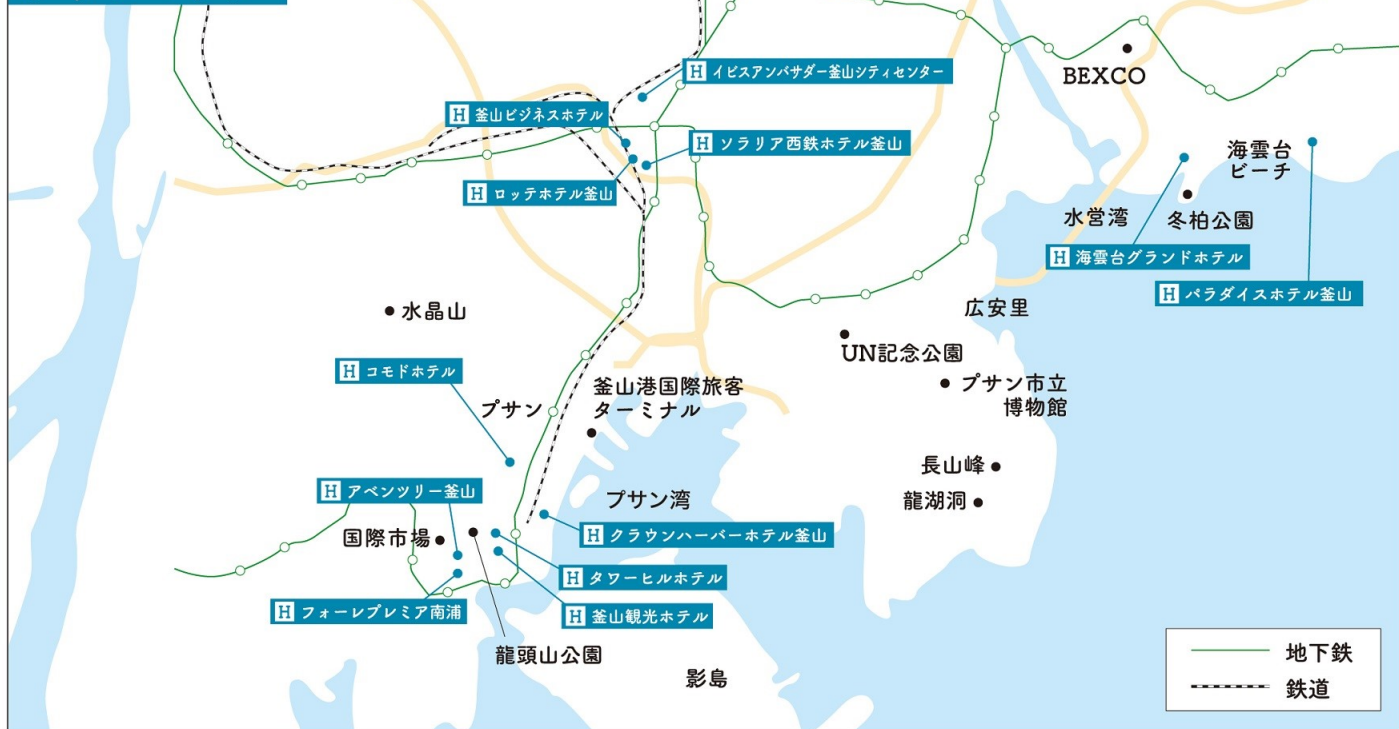 BEXCO
H イビスアンバサダー釜山シティセンター
H 釜山ビジネスホテル
H ソラリア西鉄ホテル釜山
海雲台
ビーチ
H ロッテホテル釜山
水営湾
冬柏公園
H 海雲台グランドホテル
H パラダイスホテル釜山
水晶山
広安里
UN記念公園
H コモドホテル
釜山港国際旅客
ターミナル
プサン市立
博物館
プサン
長山峰
H アベンツリー釜山
プサン湾
龍湖洞
国際市場
H クラウンハーバーホテル釜山
H タワーヒルホテル
H フォーレプレミア南浦
H 釜山観光ホテル
龍頭山公園
影島
地下鉄
鉄道